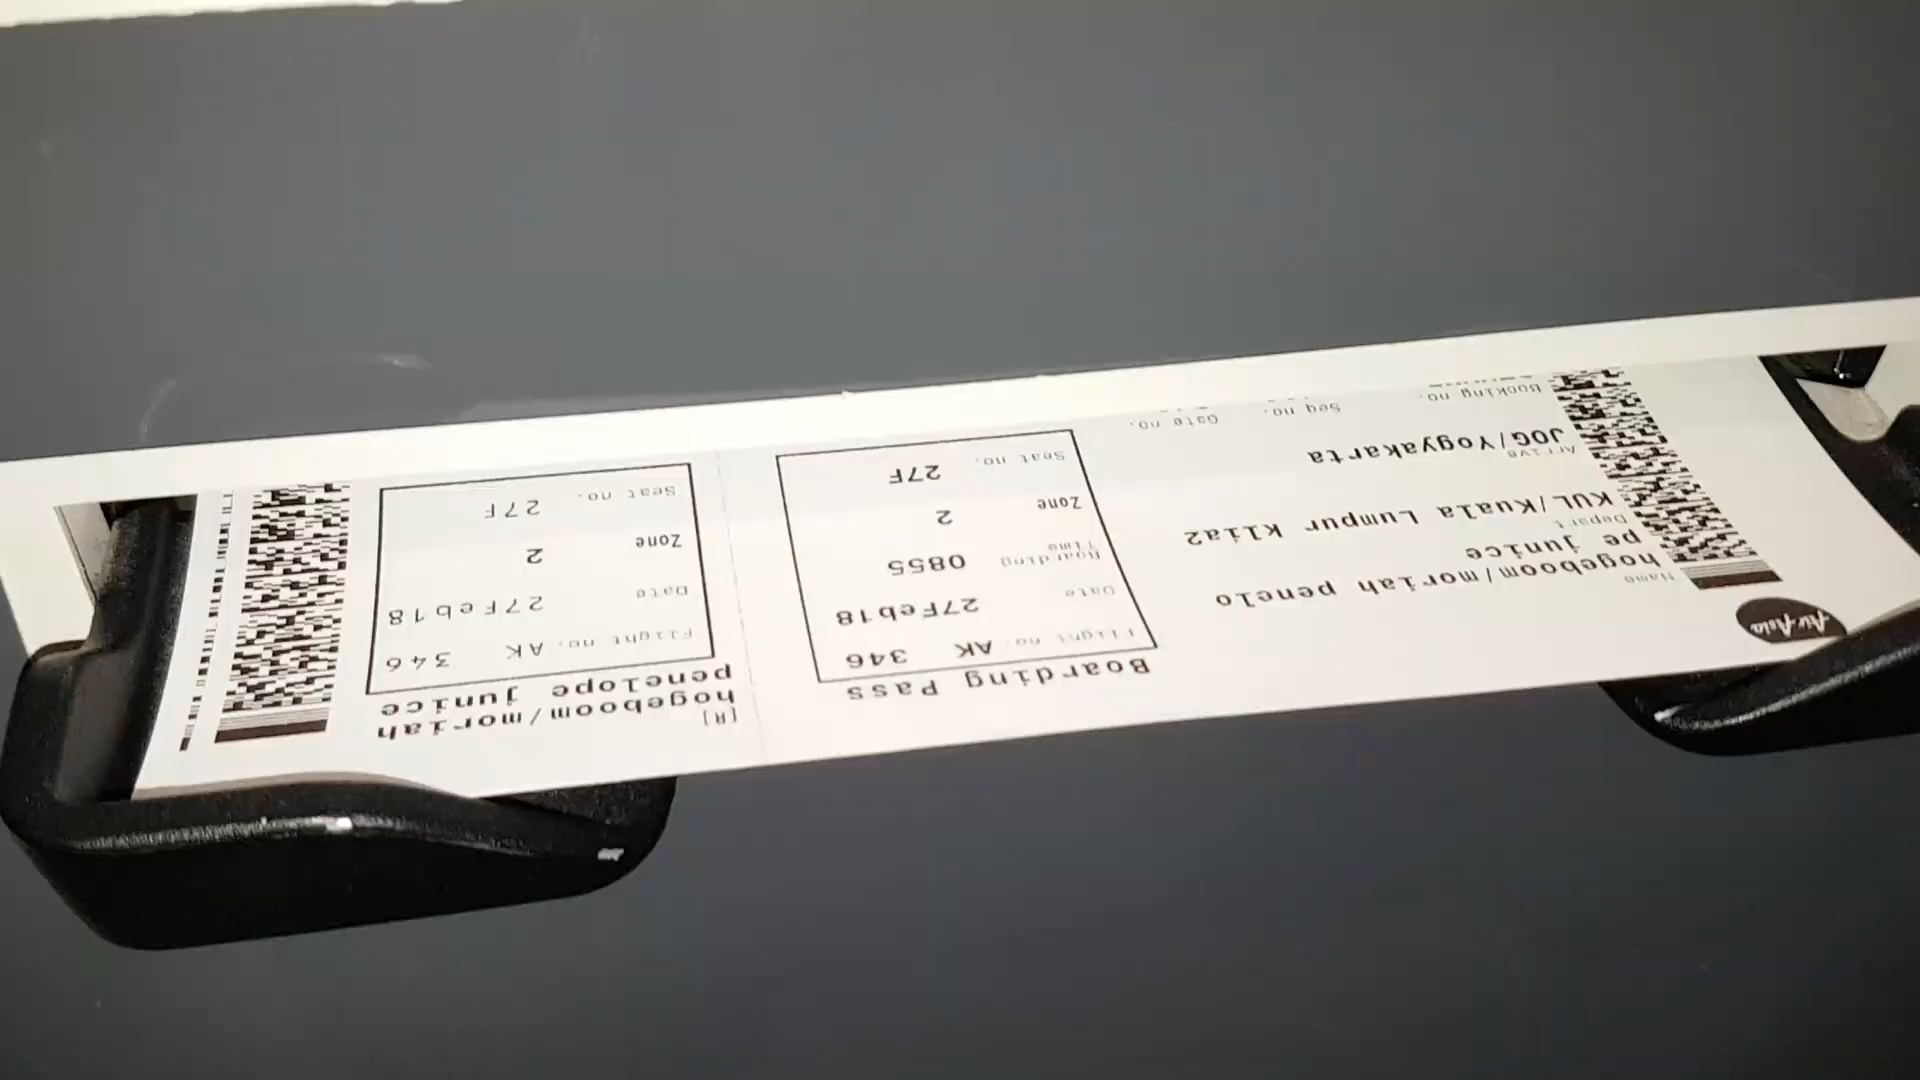 AirAsia
Name
hogeboom/moriah penelo
pe junice
Depart
KUL/Kuala Lumpur klia2
Arrive
JOG/Yogyakarta
Booking no. Seq no. Gate no.
Boarding Pass
Flight no. AK 346
Date 27Feb18
Boarding
Time 0855
Zone 2
Seat no. 27F
hogeboom/moriah
penelope junice
Flight no. AK 346
Date 27Feb18
Zone 2
Seat no. 27F